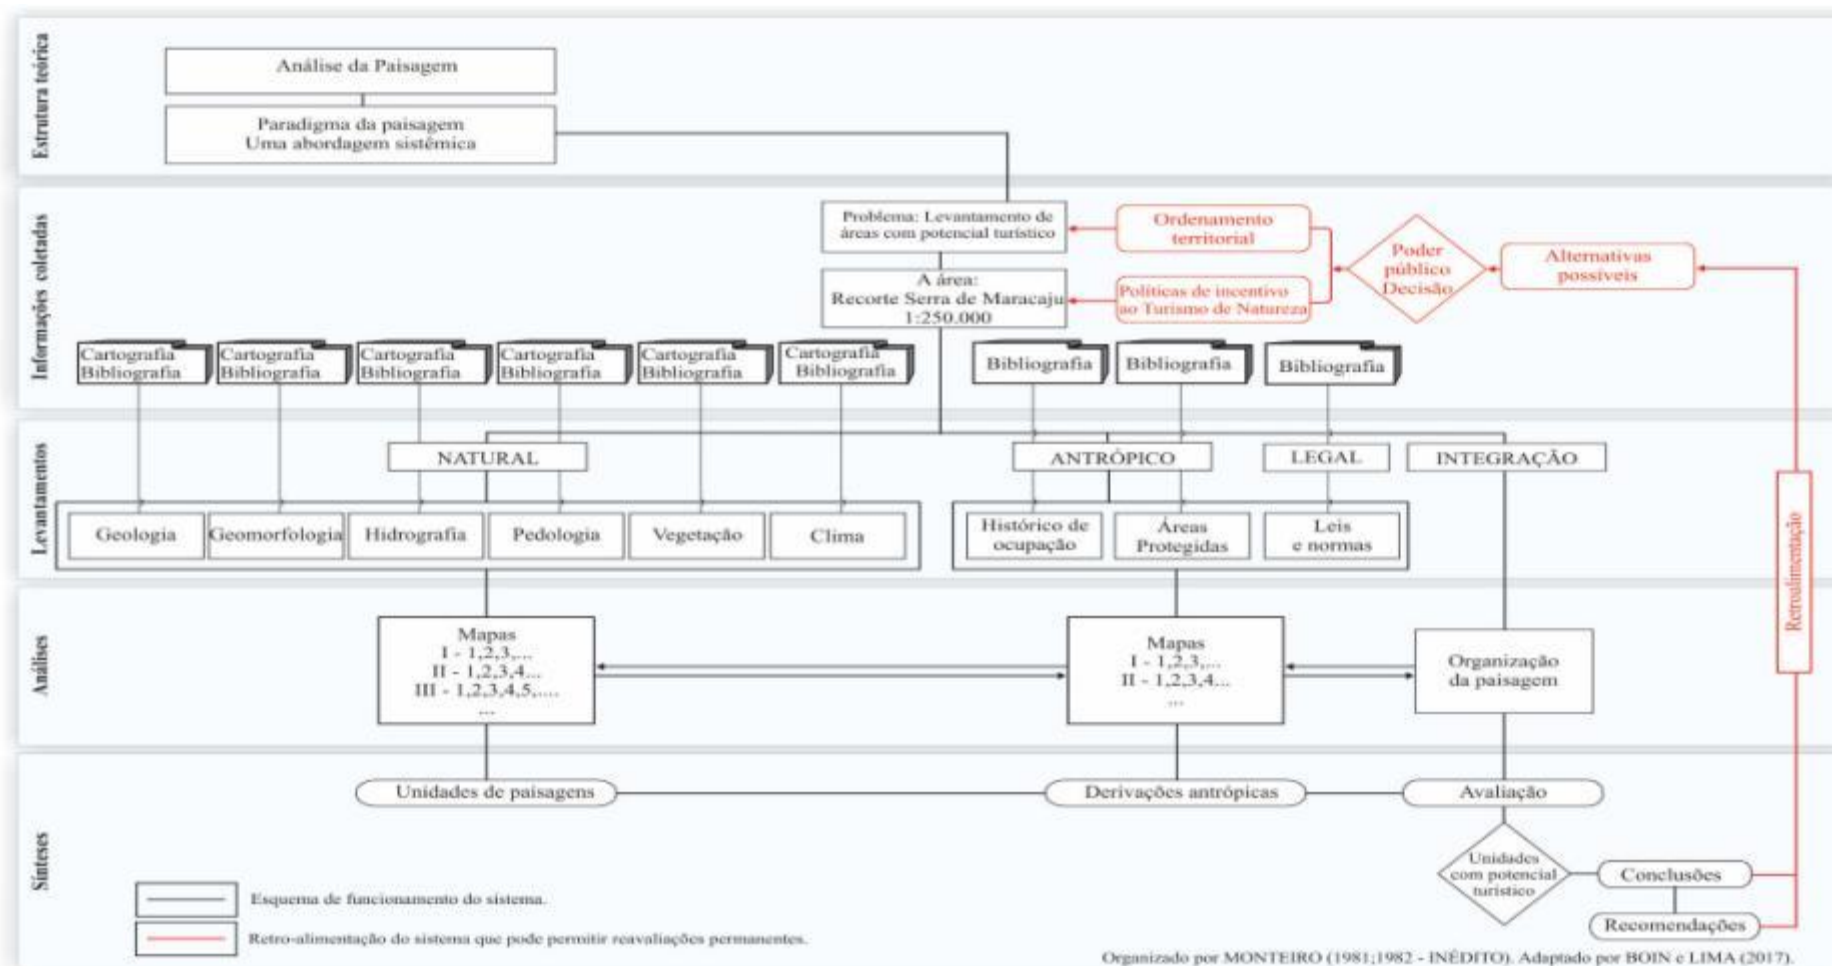 Estrutura teórica
Análise da Paisagem
Paradigma da paisagem
Uma abordagem sistêmica
Informações coletadas
Problema: Levantamento de
áreas com potencial turístico
Ordenamento
territorial
Poder
público
Decisão
Alternativas
possíveis
A área:
Recorte Serra de Maracaju
1:250.000
Políticas de incentivo
ao Turismo de Natureza
Cartografia
Bibliografia
Cartografia
Bibliografia
Cartografia
Bibliografia
Cartografia
Bibliografia
Cartografia
Bibliografia
Cartografia
Bibliografia
Bibliografia
Bibliografia
Bibliografia
Levantamentos
NATURAL
ANTRÓPICO
LEGAL
INTEGRAÇÃO
Geologia
Geomorfologia
Hidrografia
Pedologia
Vegetação
Clima
Histórico de
ocupação
Áreas
Protegidas
Leis
e normas
Retroalimentação
Análises
Mapas
I - 1,2,3,...
II - 1,2,3,4...
III - 1,2,3,4,5,....
...
Mapas
I - 1,2,3,...
II - 1,2,3,4...
...
Organização
da paisagem
Sínteses
Unidades de paisagens
Derivações antrópicas
Avaliação
Unidades
com potencial
turístico
Conclusões
Recomendações
Esquema de funcionamento do sistema.
Retro-alimentação do sistema que pode permitir reavaliações permanentes.
Organizado por MONTEIRO (1981;1982 - INÉDITO). Adaptado por BOIN e LIMA (2017).